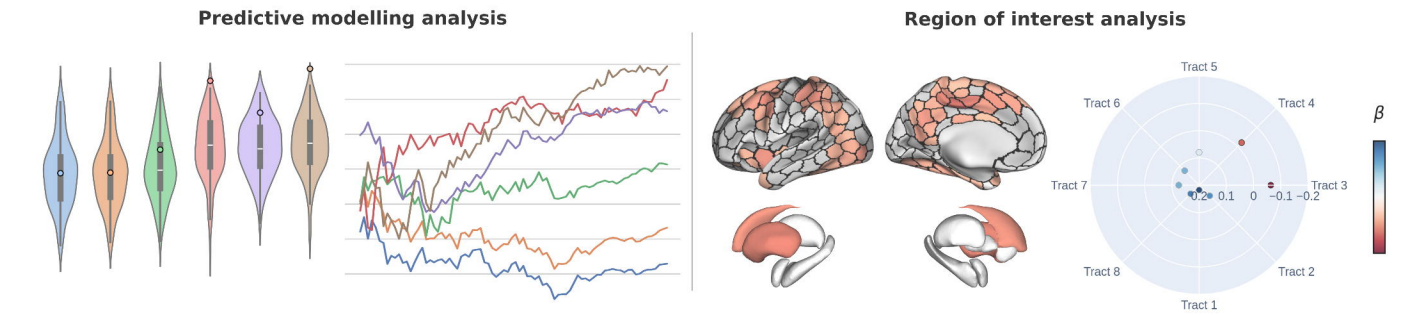 Predictive modelling analysis
Region of interest analysis
Tract 5
Tract 6
Tract 4
β
Tract 7
0.2 0.1 0 −0.1 −0.2
Tract 3
Tract 8
Tract 2
Tract 1